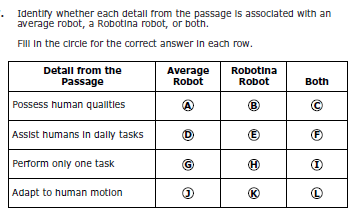 . Identify whether each detail from the passage is associated with an
average robot, a Robotina robot, or both.
Fill in the circle for the correct answer in each row.
Detail from the Passage Average Robot Robotina Robot Both
Possess human qualities Ⓐ Ⓑ Ⓒ
Assist humans in daily tasks Ⓓ Ⓔ Ⓕ
Perform only one task Ⓖ Ⓗ Ⓘ
Adapt to human motion Ⓙ Ⓚ Ⓛ